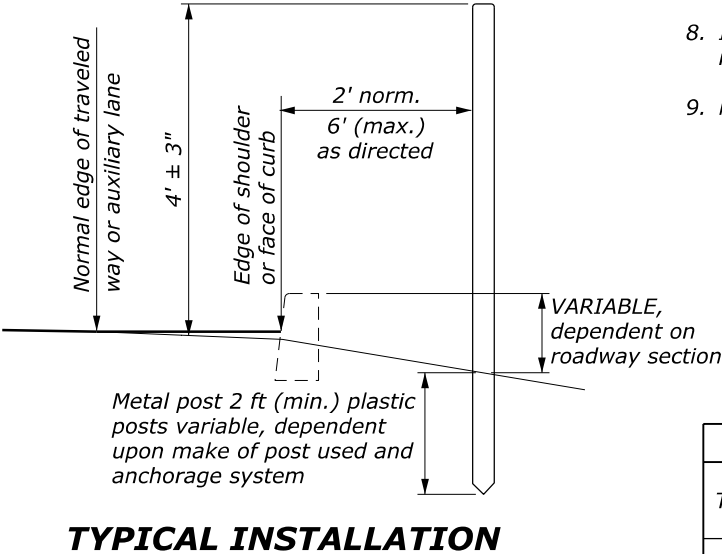 Normal edge of traveled
way or auxiliary lane
4' ± 3"
Edge of shoulder
or face of curb
2' norm.
6' (max.)
as directed
8.
9.
VARIABLE,
dependent on
roadway section
Metal post 2 ft (min.) plastic
posts variable, dependent
upon make of post used and
anchorage system
TYPICAL INSTALLATION